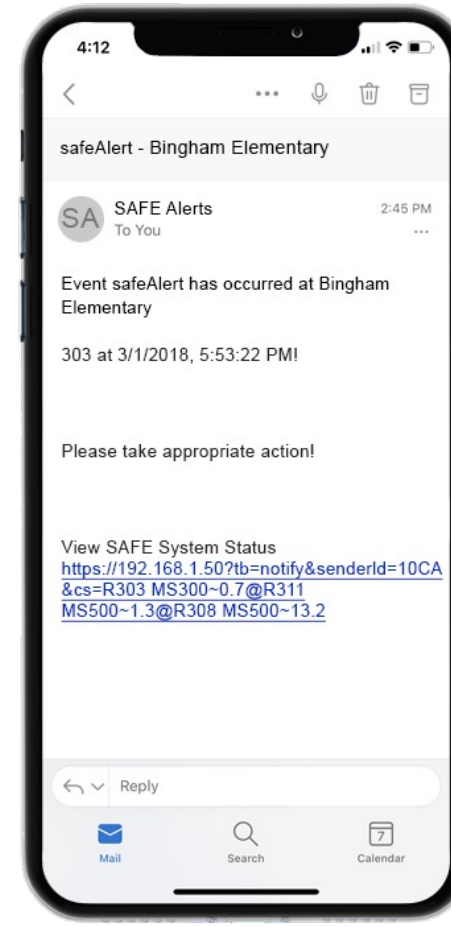 4:12
safeAlert - Bingham Elementary
SA
SAFE Alerts
2:45 PM
To You
Event safeAlert has occurred at Bingham
Elementary
303 at 3/1/2018, 5:53:22 PM!
Please take appropriate action!
View SAFE System Status
https://192.168.1.50?tb=notify&senderId=10CA
&cs=R303 MS300~0.7@R311
MS500~1.3@R308 MS500~13.2
Reply
7
Mail
Search
Calendar